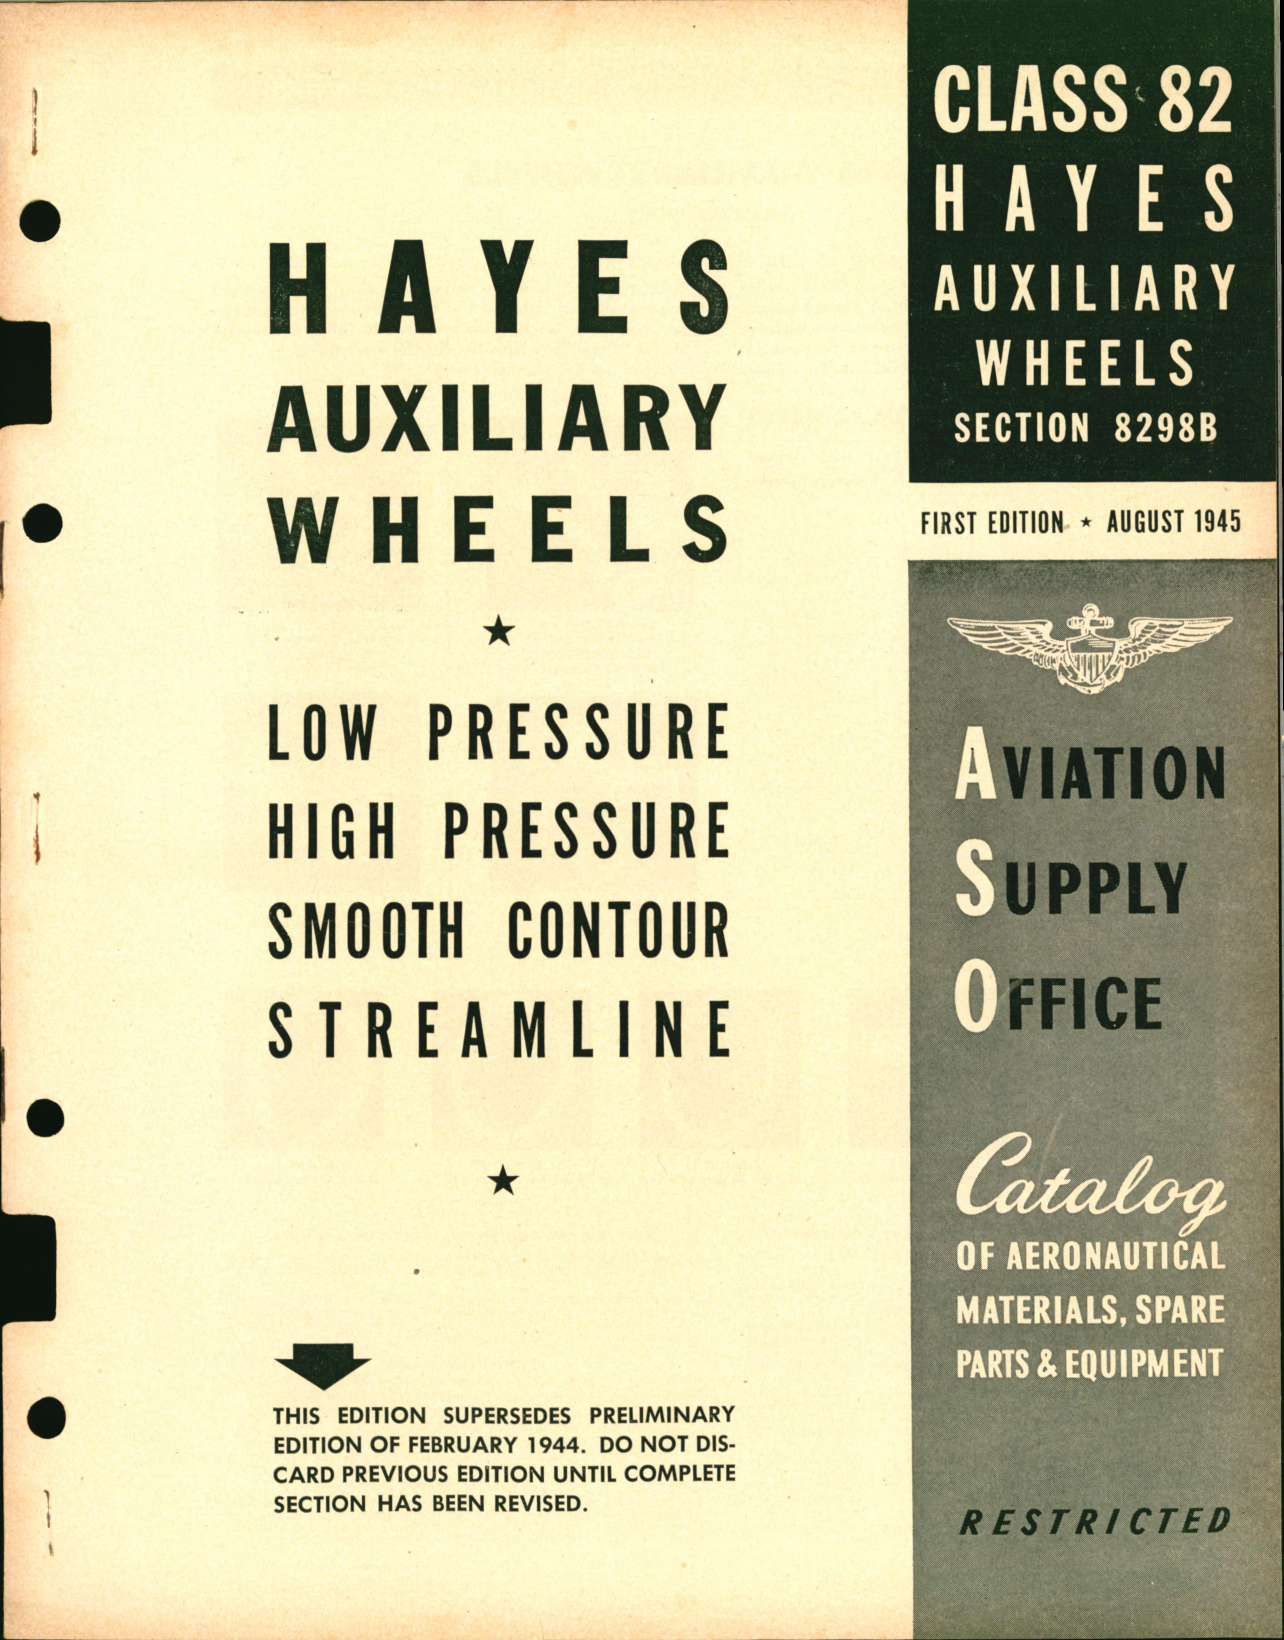 HAYES
AUXILIARY
WHEELS
★
LOW PRESSURE
HIGH PRESSURE
SMOOTH CONTOUR
STREAMLINE
★
THIS EDITION SUPERSEDES PRELIMINARY
EDITION OF FEBRUARY 1944. DO NOT DIS-
CARD PREVIOUS EDITION UNTIL COMPLETE
SECTION HAS BEEN REVISED.
CLASS 82
HAYES
AUXILIARY
WHEELS
SECTION 8298B
FIRST EDITION ★ AUGUST 1945
AVIATION
SUPPLY
OFFICE
Catalog
OF AERONAUTICAL
MATERIALS, SPARE
PARTS & EQUIPMENT
RESTRICTED